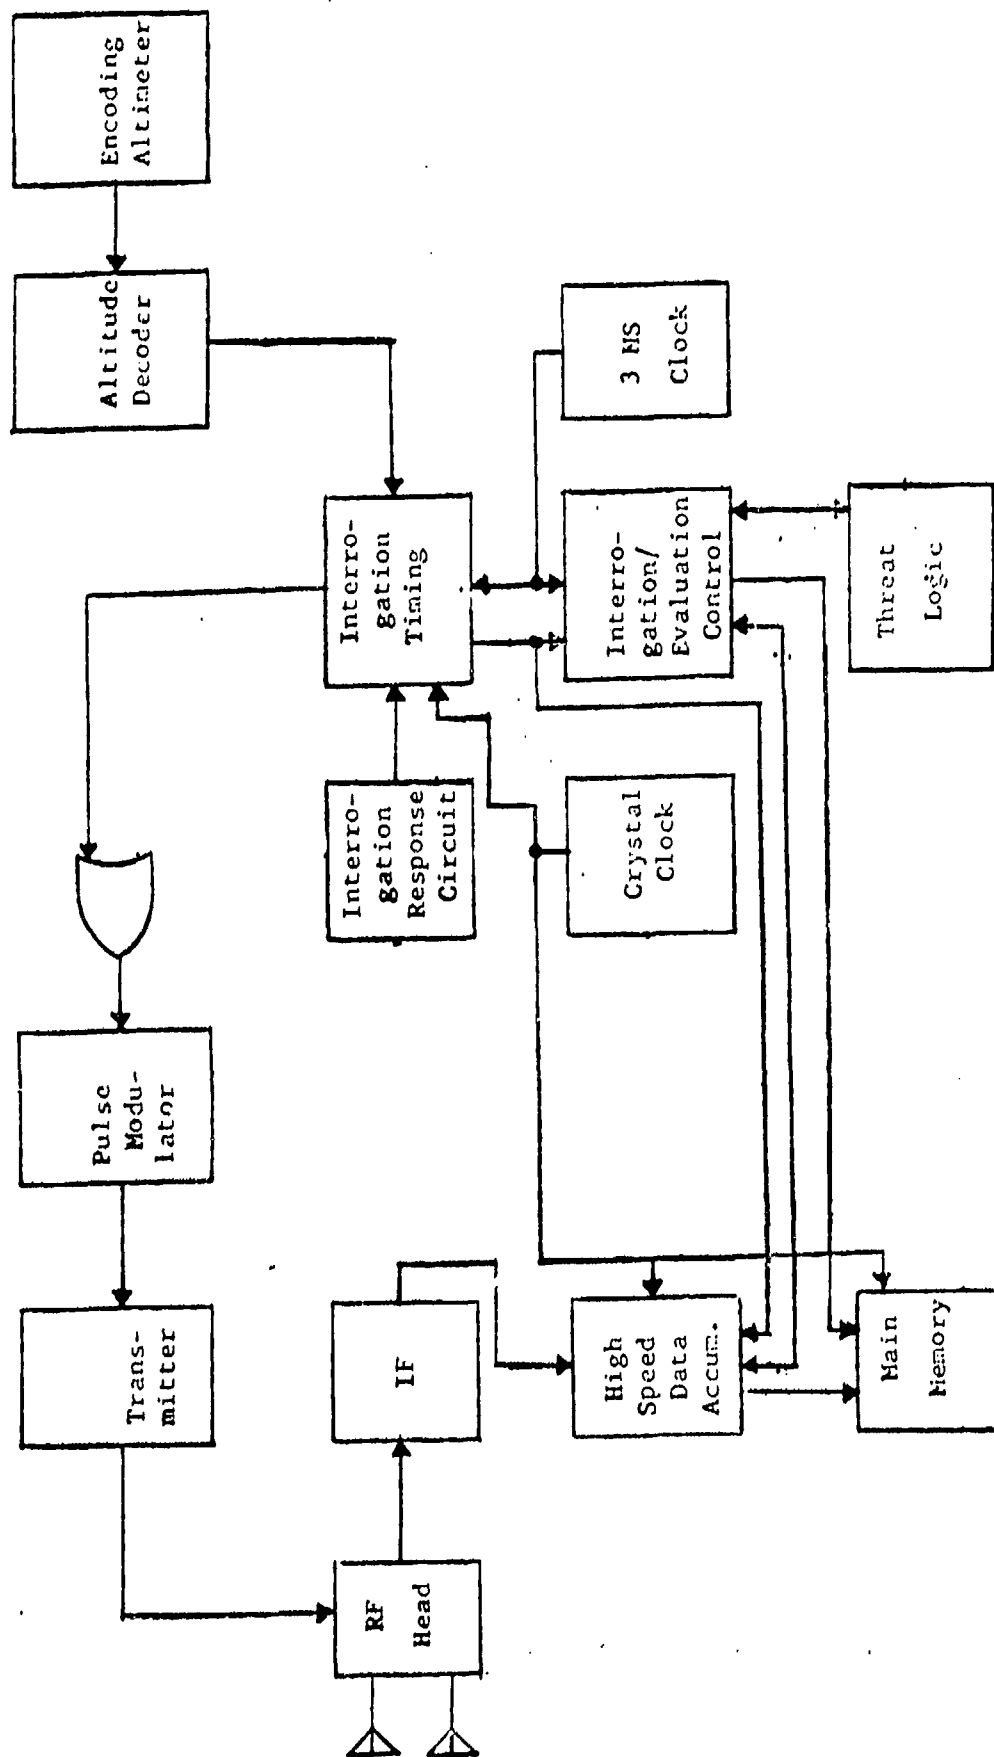 Trans-
mitter
Pulse
Modu-
lator
Altitude
Decoder
Encoding
Altimeter
RF
Head
IF
Interro-
gation
Response
Circuit
Interro-
gation
Timing
High
Speed
Data
Accum.
Crystal
Clock
Interro-
gation/
Evaluation
Control
3 MS
Clock
Main
Memory
Threat
Logic